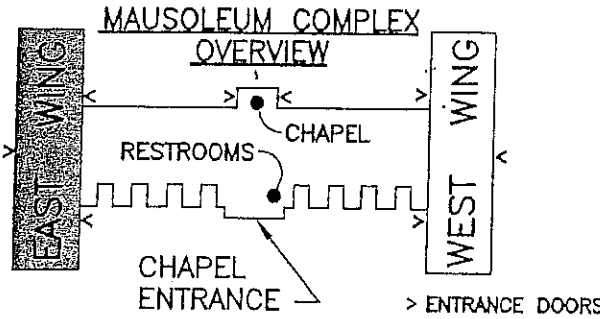 MAUSOLEUM COMPLEX
OVERVIEW
EAST WING
WEST WING
CHAPEL
RESTROOMS
CHAPEL
ENTRANCE
> ENTRANCE DOORS